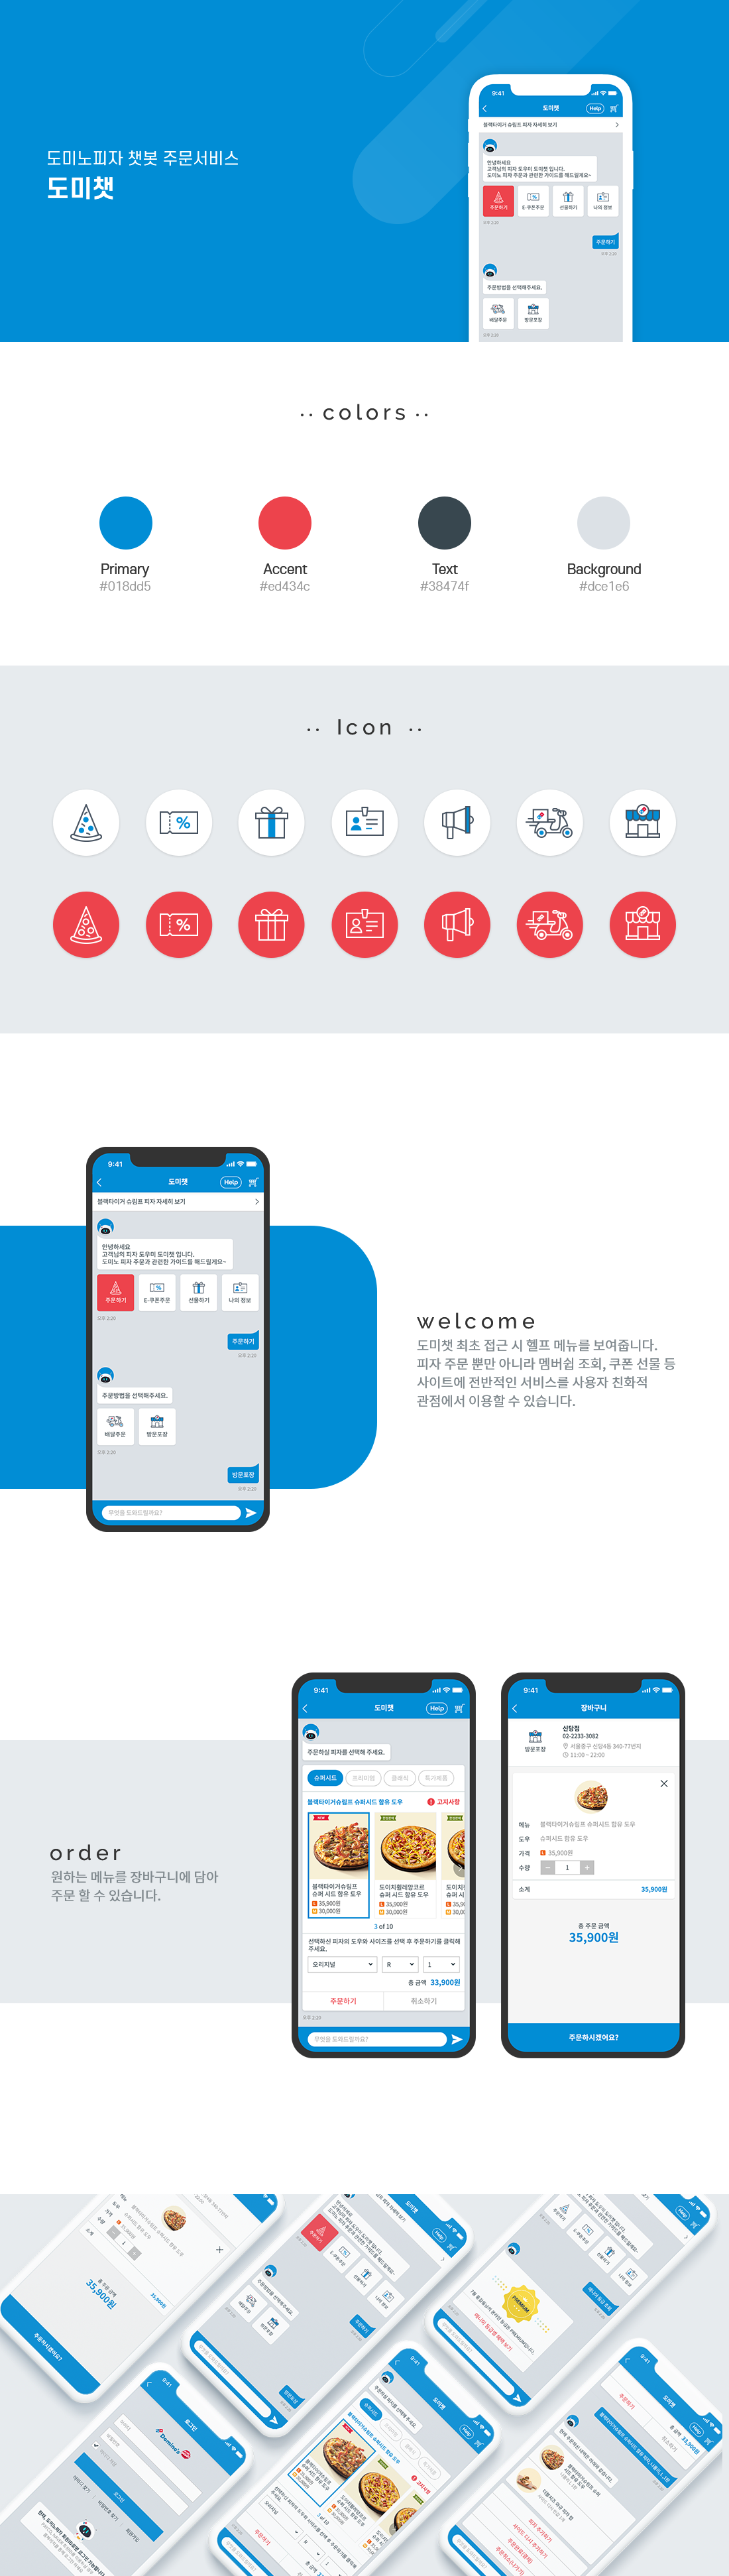 도미노피자 챗봇 주문서비스
도미챗
9:41
도미챗
Help
블랙타이거 슈림프 피자 자세히 보기
안녕하세요
고객님의 피자 도우미 도미챗 입니다.
도미노 피자 주문과 관련한 가이드를 해드릴게요~
주문하기 E-쿠폰주문 선물하기 나의 정보
오후 2:20
주문하기
오후 2:20
주문방법을 선택해주세요.
배달주문 방문포장
오후 2:20
colors
Primary Accent Text Background
#018dd5 #ed434c #38474f #dce1e6
Icon
9:41
도미챗 Help
블랙타이거 슈림프 피자 자세히 보기
안녕하세요
고객님의 피자 도우미 도미챗 입니다.
도미노 피자 주문과 관련한 가이드를 해드릴게요~
주문하기 E-쿠폰주문 선물하기 나의 정보
오후 2:20
주문하기
오후 2:20
주문방법을 선택해주세요.
배달주문 방문포장
오후 2:20
방문포장
오후 2:20
무엇을 도와드릴까요?
welcome
도미챗 최초 접근 시 헬프 메뉴를 보여줍니다.
피자 주문 뿐만 아니라 멤버쉽 조회, 쿠폰 선물 등
사이트에 전반적인 서비스를 사용자 친화적
관점에서 이용할 수 있습니다.
order
원하는 메뉴를 장바구니에 담아
주문 할 수 있습니다.
9:41
도미챗 Help
주문하실 피자를 선택해 주세요.
슈퍼시드 프리미엄 클래식 특가제품
블랙타이거슈림프 슈퍼시드 함유 도우 고지사항
NEW
블랙타이거슈림프
슈퍼 시드 함유 도우
L 35,900원
M 30,000원
도이치휠레망코르
슈퍼 시드 함유 도우
L 35,900원
M 30,000원
3 of 10
선택하신 피자의 도우와 사이즈를 선택 후 주문하기를 클릭해
주세요.
오리지널 R 1
총 금액 33,900원
주문하기 취소하기
오후 2:20
무엇을 도와드릴까요?
9:41
장바구니
방문포장
신당점
02-2233-3082
서울중구 신당4동 340-77번지
11:00 ~ 22:00
메뉴 블랙타이거슈림프 슈퍼시드 함유 도우
도우 슈퍼시드 함유 도우
가격 L 35,900원
수량 − 1 +
소계 35,900원
총 주문 금액
35,900원
주문하시겠어요?
총 주문 금액
35,900원
주문하시겠어요?
9:41
로그인
Domino's
로그인
PREMIUM